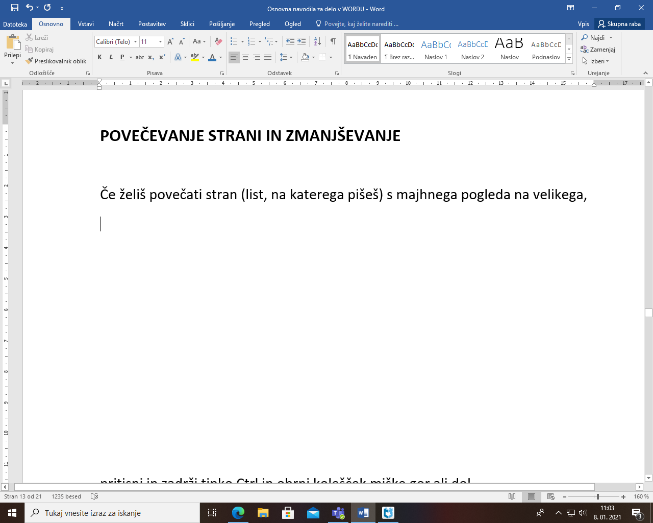 Osnovna navodila za delo v WORDU - Word
Datoteka Osnovno Vstavi Načrt Postavitev Sklici Pošiljanje Pregled Ogled Povejte, kaj želite narediti ... Vpis Skupna raba
Prilepi
Izreži
Kopiraj
Preslikovalnik oblik
Odložišče
Calibri (Telo) 11
Pisava
Odstavek
AaBbCcDc AaBbCcDc AaBbCc AaBbCcD AaB AaBbCcD
1 Navaden 1 Brez raz... Naslov 1 Naslov 2 Naslov Podnaslov
Slogi
Najdi
Zamenjaj
Izberi
Urejanje
POVEČEVANJE STRANI IN ZMANJŠEVANJE
Če želiš povečati stran (list, na katerega pišeš) s majhnega pogleda na velikega,
pritisni in zadrži tipko Ctrl in obrni kolešček miške gor ali dol
Stran 13 od 21 1235 besed 160 %
Tukaj vnesite izraz za iskanje
11:03
8. 01. 2021